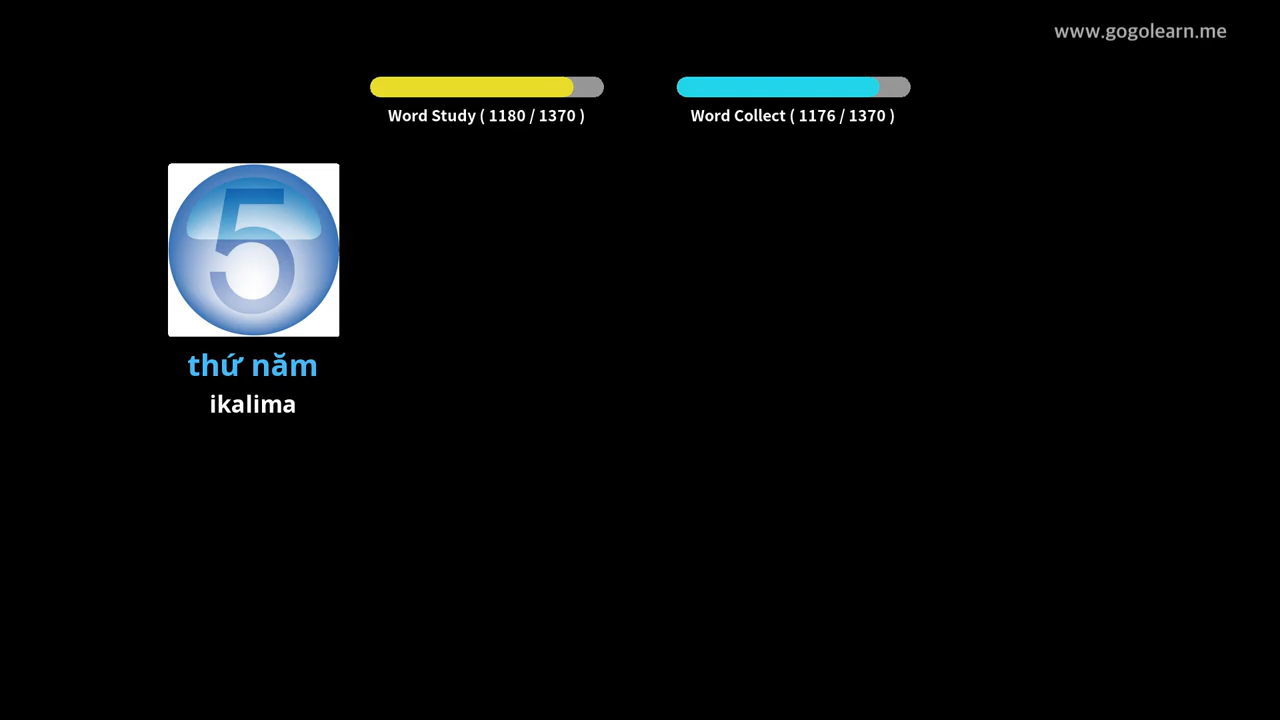 www.gogolearn.me
Word Study ( 1180 / 1370 )
Word Collect ( 1176 / 1370 )
5
thứ năm
ikalima